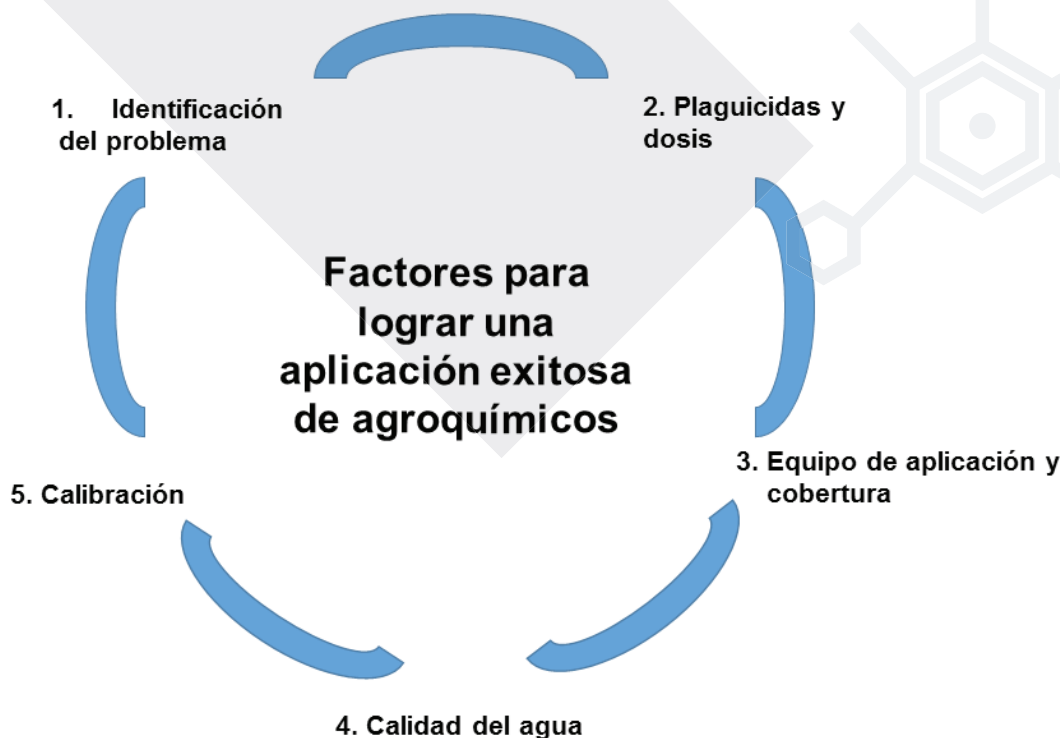 1. Identificación
del problema
2. Plaguicidas y
dosis
Factores para
lograr una
aplicación exitosa
de agroquímicos
3. Equipo de aplicación y
cobertura
5. Calibración
4. Calidad del agua